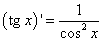 (tg x)' = 1 / cos² x